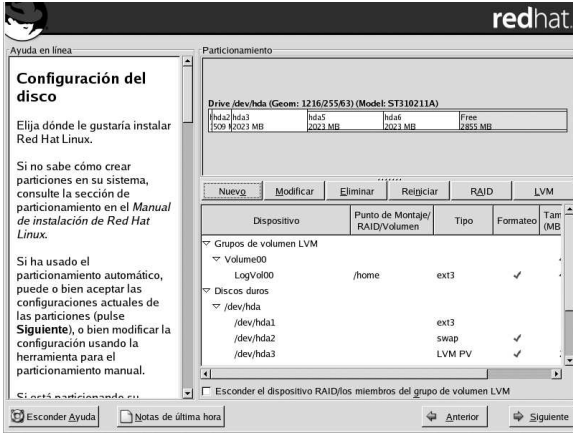 redhat.
Ayuda en línea
Configuración del
disco
Elija dónde le gustaría instalar
Red Hat Linux.
Si no sabe cómo crear
particiones en su sistema,
consulte la sección de
particionamiento en el Manual
de instalación de Red Hat
Linux.
Si ha usado el
particionamiento automático,
puede o bien aceptar las
configuraciones actuales de
las particiones (pulse
Siguiente), o bien modificar la
configuración usando la
herramienta para el
particionamiento manual.
Si está particionando su
Particionamiento
Drive /dev/hda (Geom: 1216/255/63) (Model: ST310211A)
hda2 hda3 hda5 hda6 Free
509 2023 MB 2023 MB 2023 MB 2855 MB
Nuevo Modificar Eliminar Reiniciar RAID LVM
Dispositivo Punto de Montaje/ RAID/Volumen Tipo Formateo Tam (MB
Grupos de volumen LVM
Volume00
LogVol00 /home ext3
Discos duros
/dev/hda
/dev/hda1 ext3
/dev/hda2 swap
/dev/hda3 LVM PV
Esconder el dispositivo RAID/los miembros del grupo de volumen LVM
Esconder Ayuda Notas de última hora Anterior Siguiente